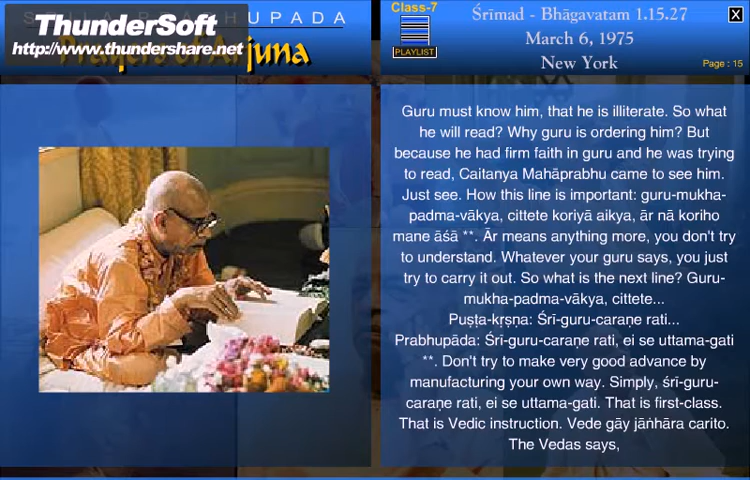 SRILA PRABHUPADA
ThunderSoft
http://www.thundershare.net
Prayers of Arjuna
Class-7
PLAYLIST
Śrīmad - Bhāgavatam 1.15.27
March 6, 1975
New York
X
Page : 15
Guru must know him, that he is illiterate. So what
he will read? Why guru is ordering him? But
because he had firm faith in guru and he was trying
to read, Caitanya Mahāprabhu came to see him.
Just see. How this line is important: guru-mukha-
padma-vākya, cittete koriyā aikya, ār nā koriho
mane āśā **. Ār means anything more, you don't try
to understand. Whatever your guru says, you just
try to carry it out. So what is the next line? Guru-
mukha-padma-vākya, cittete...
Puṣṭa-kṛṣṇa: Śrī-guru-caraṇe rati...
Prabhupāda: Śrī-guru-caraṇe rati, ei se uttama-gati
**. Don't try to make very good advance by
manufacturing your own way. Simply, śrī-guru-
caraṇe rati, ei se uttama-gati. That is first-class.
That is Vedic instruction. Vede gāy jāṅhāra carito.
The Vedas says,